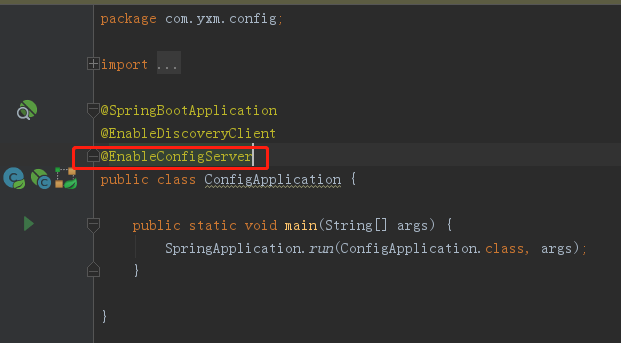 package com.yxm.config;
import ...
@SpringBootApplication
@EnableDiscoveryClient
@EnableConfigServer
public class ConfigApplication {
public static void main(String[] args) {
SpringApplication.run(ConfigApplication.class, args);
}
}